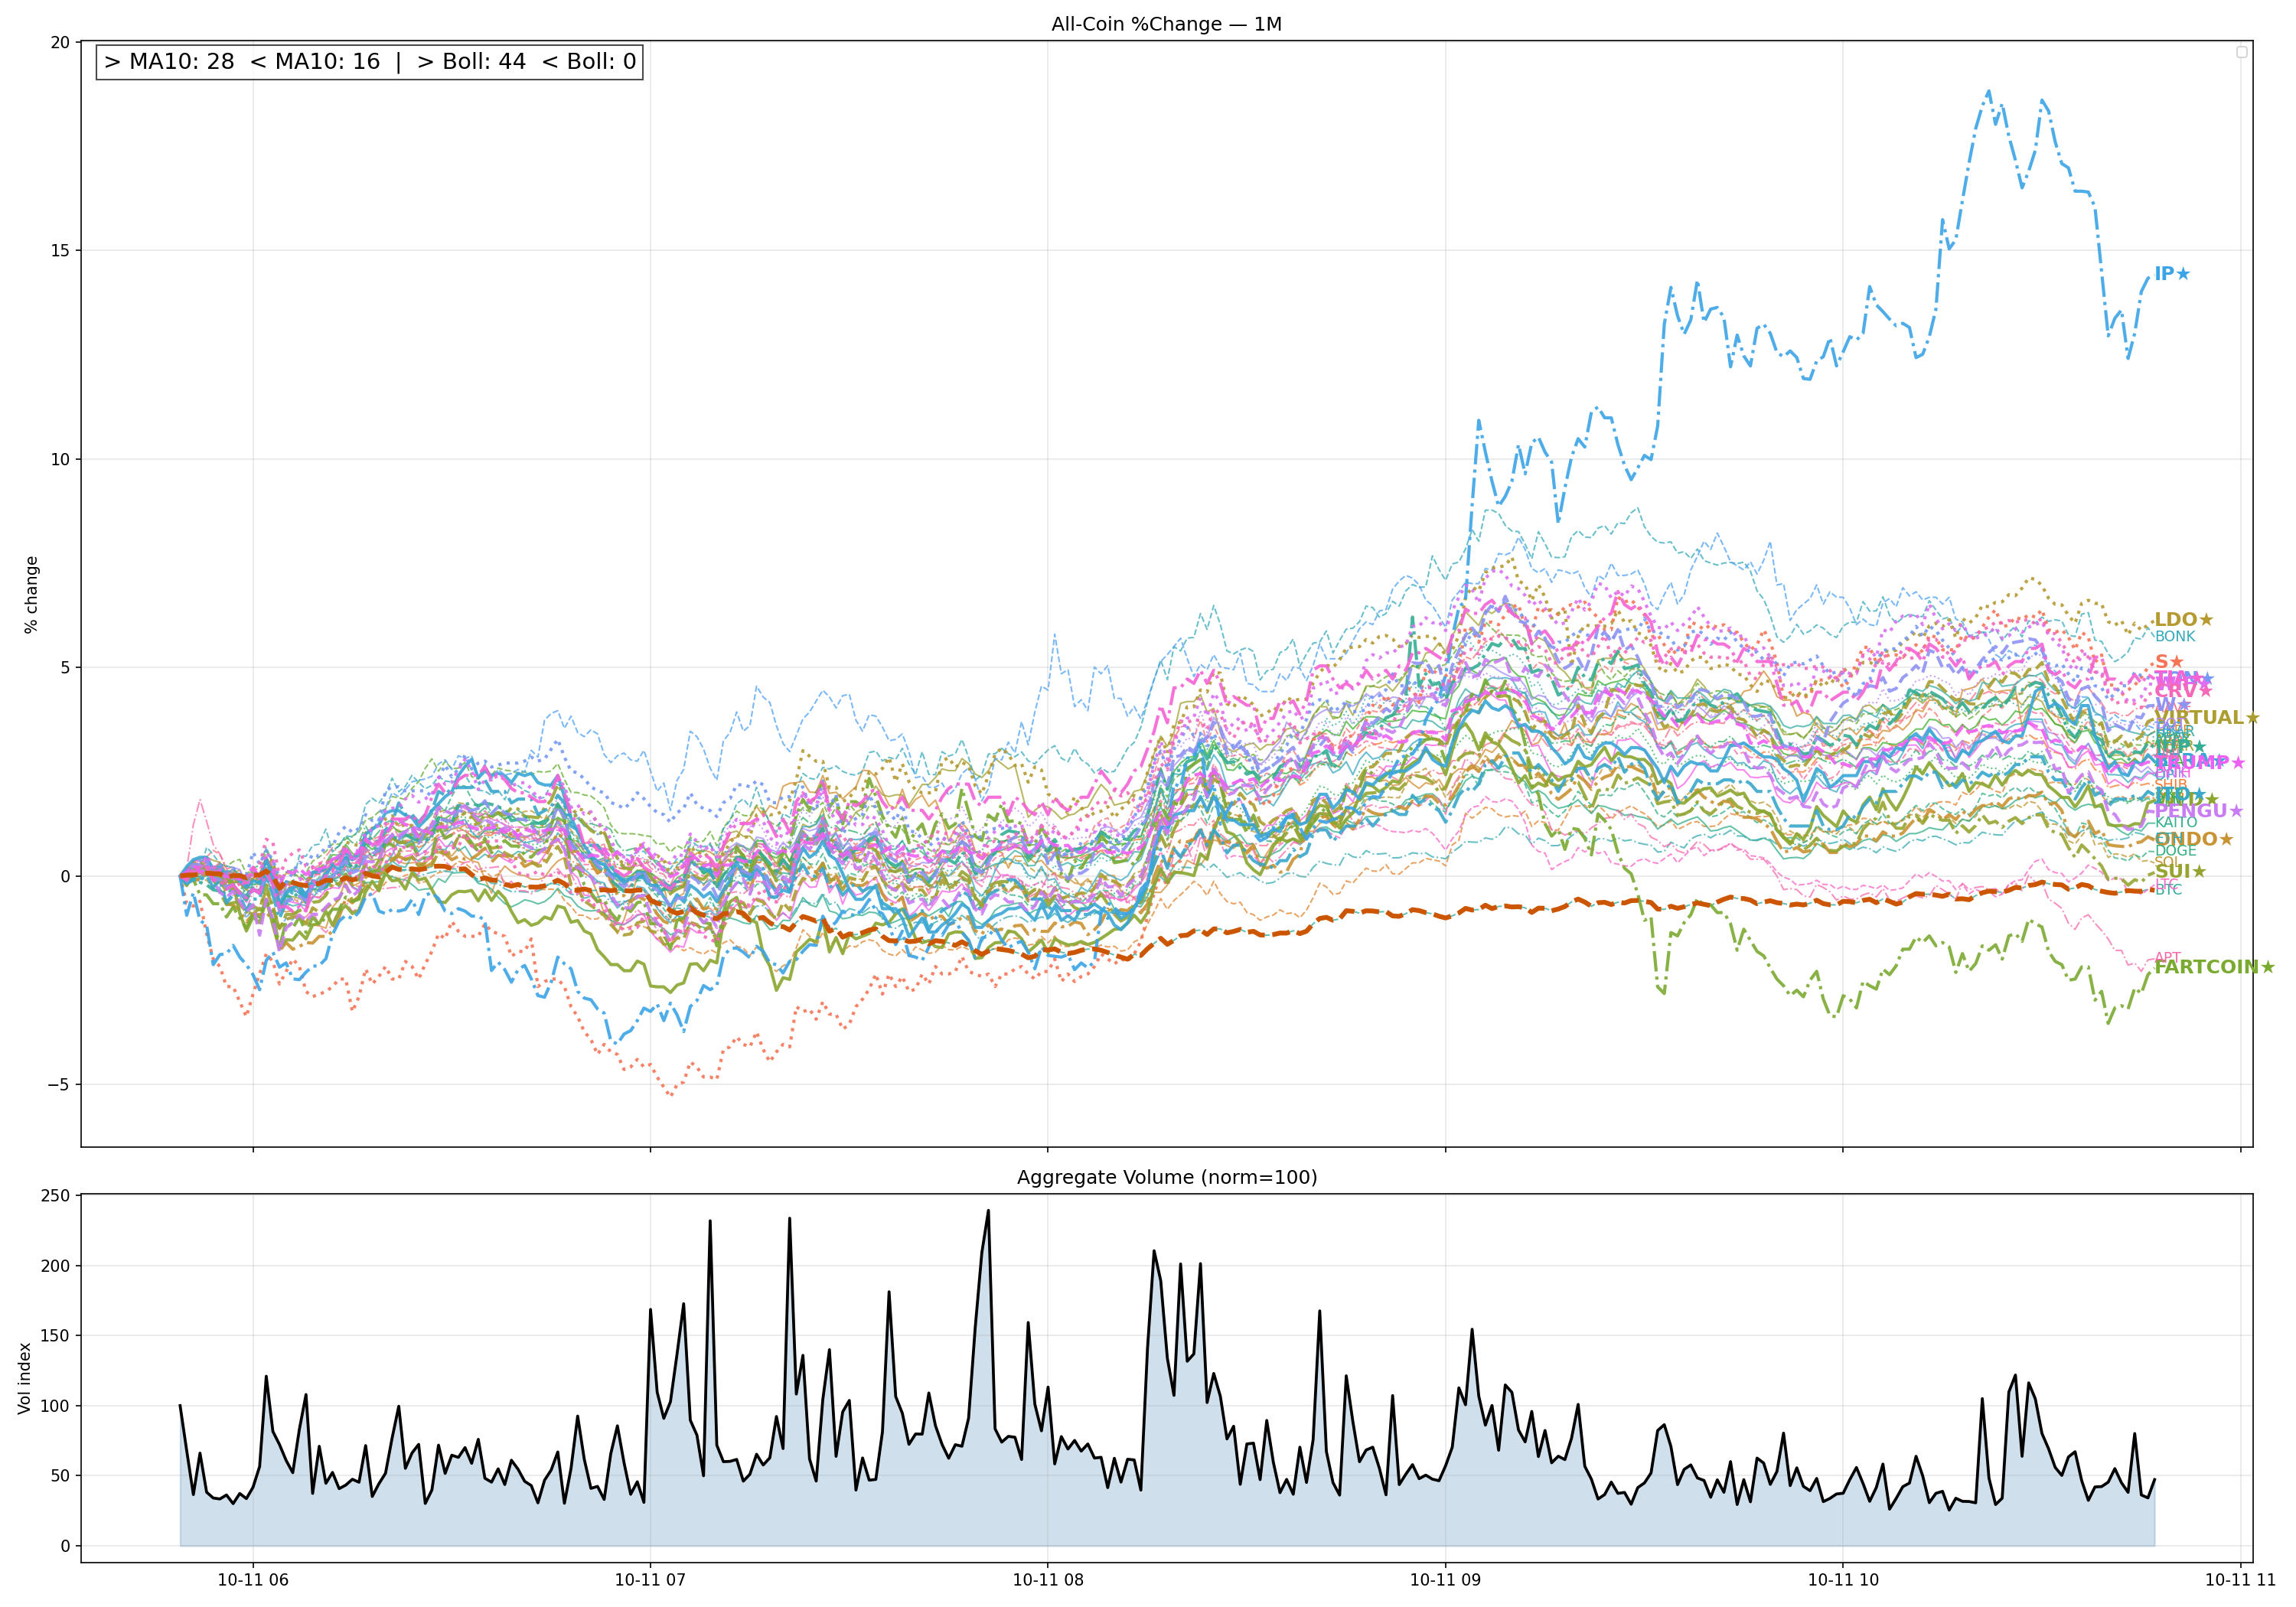 All-Coin %Change — 1M
> MA10: 28 < MA10: 16 | > Boll: 44 < Boll: 0
20
15
10
5
0
−5
% change
IP★
LDO★
BONK
S★
CRV★
VIRTUAL★
TRUMP★
SHIB
PENGU★
KAITO
ONDO★
DOGE
SOL
SUI★
LTC
BTC
APT
FARTCOIN★
Aggregate Volume (norm=100)
250
200
150
100
50
0
Vol index
10-11 06
10-11 07
10-11 08
10-11 09
10-11 10
10-11 11